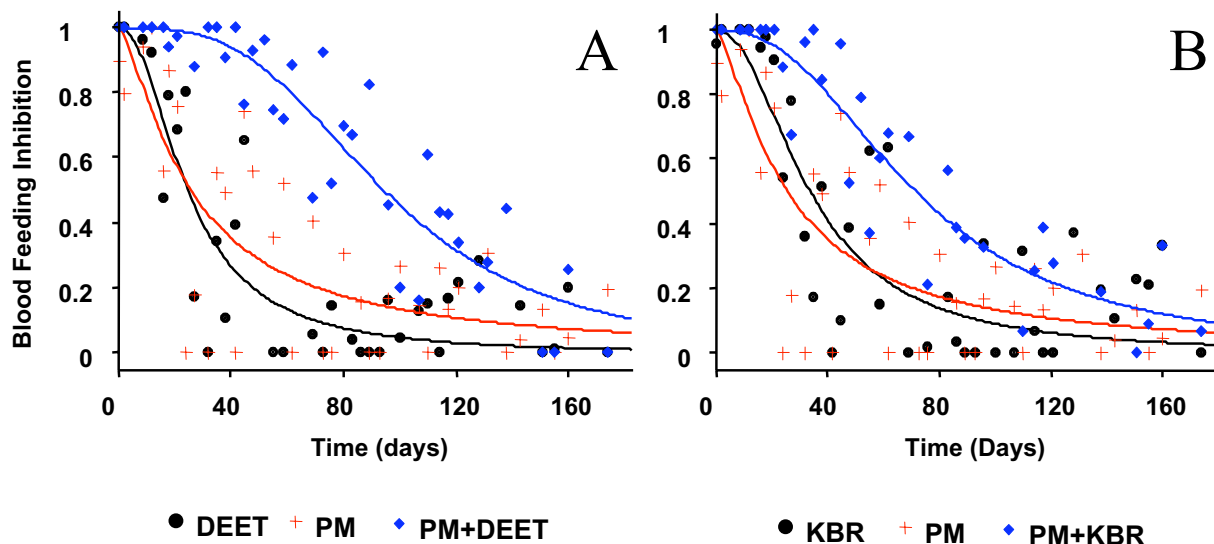 A
B
Blood Feeding Inhibition
1
0.8
0.6
0.4
0.2
0
1
0.8
0.6
0.4
0.2
0
0 40 80 120 160
0 40 80 120 160
Time (days)
Time (Days)
DEET PM PM+DEET
KBR PM PM+KBR